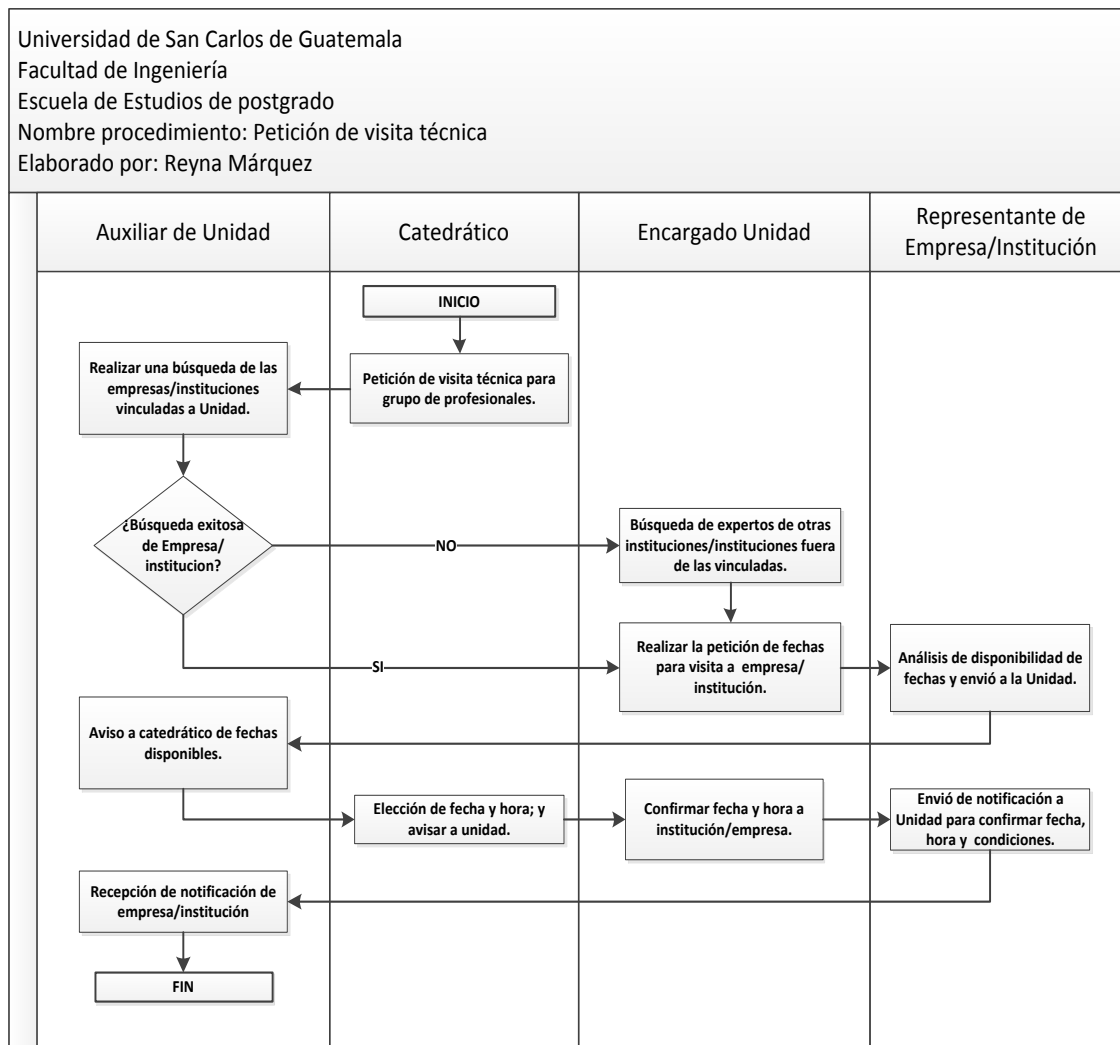 Universidad de San Carlos de Guatemala
Facultad de Ingeniería
Escuela de Estudios de postgrado
Nombre procedimiento: Petición de visita técnica
Elaborado por: Reyna Márquez
Auxiliar de Unidad
Catedrático
Encargado Unidad
Representante de
Empresa/Institución
INICIO
Realizar una búsqueda de las
empresas/instituciones
vinculadas a Unidad.
Petición de visita técnica para
grupo de profesionales.
¿Búsqueda exitosa
de Empresa/
institucion?
NO
Búsqueda de expertos de otras
instituciones/instituciones fuera
de las vinculadas.
SI
Realizar la petición de fechas
para visita a empresa/
institución.
Análisis de disponibilidad de
fechas y envió a la Unidad.
Aviso a catedrático de fechas
disponibles.
Elección de fecha y hora; y
avisar a unidad.
Confirmar fecha y hora a
institución/empresa.
Envió de notificación a
Unidad para confirmar fecha,
hora y condiciones.
Recepción de notificación de
empresa/institución
FIN